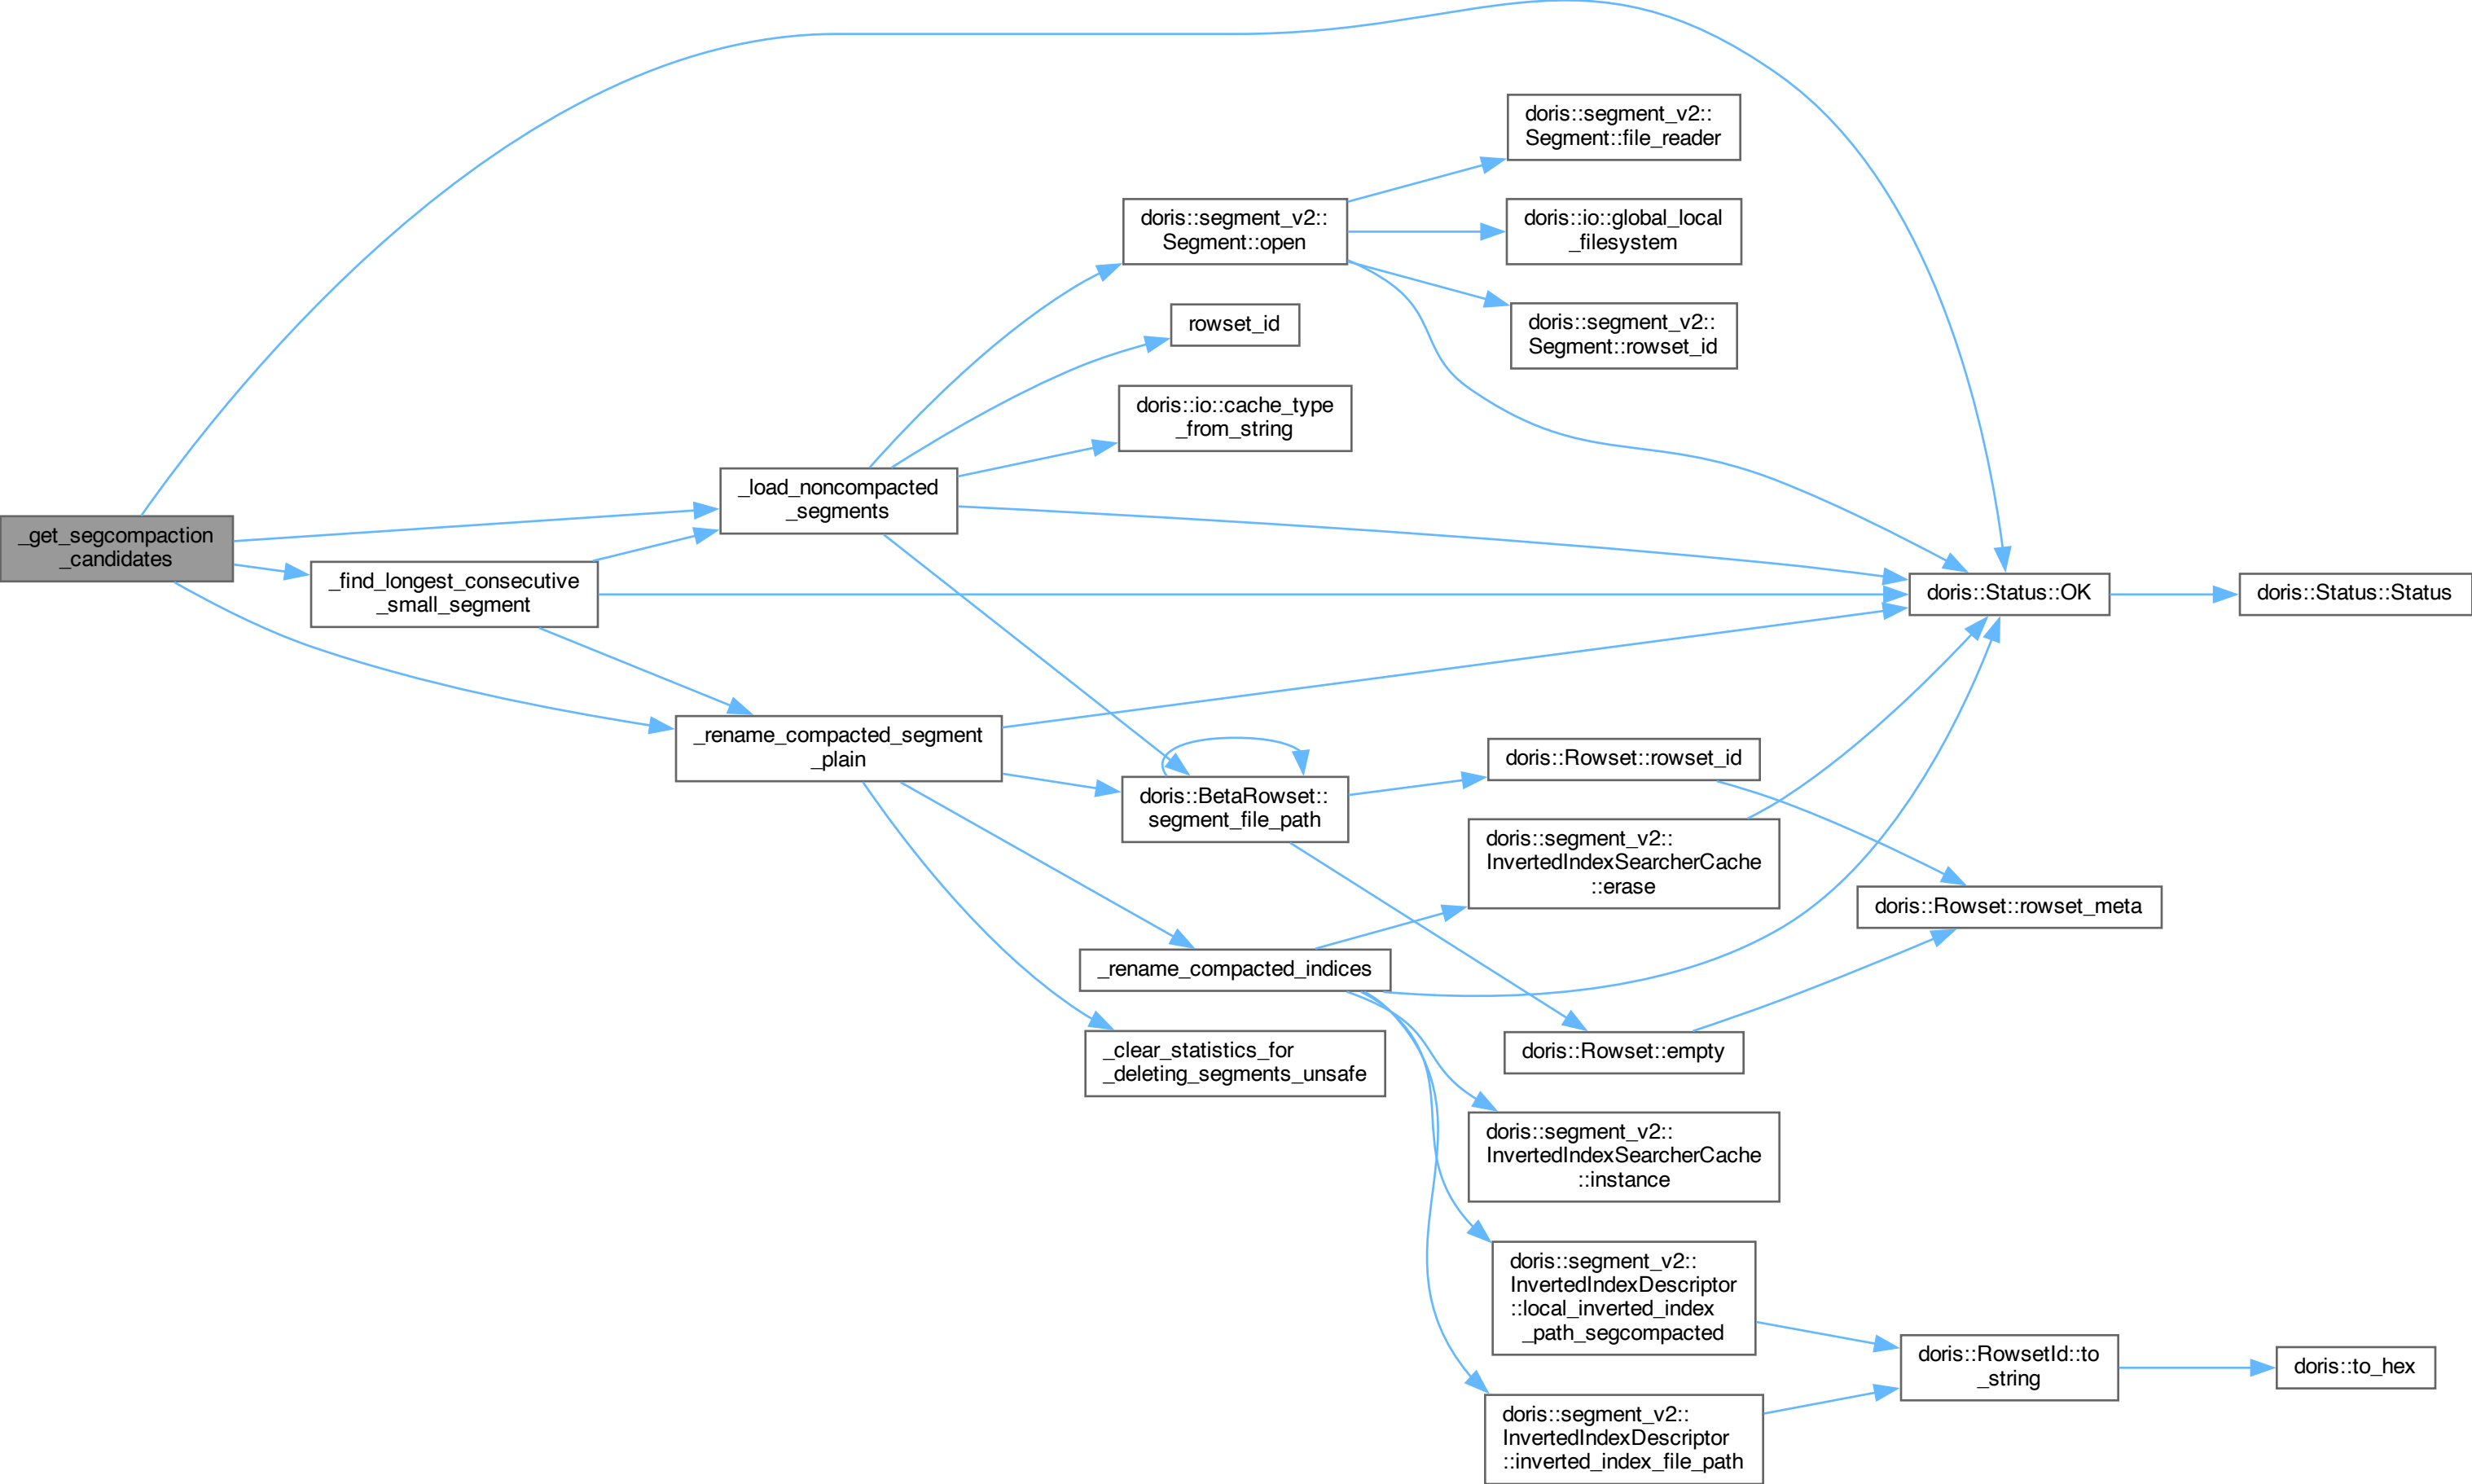 _get_segcompaction
_candidates
_find_longest_consecutive
_small_segment
_load_noncompacted
_segments
_rename_compacted_segment
_plain
doris::segment_v2::
Segment::open
rowset_id
doris::io::cache_type
_from_string
doris::BetaRowset::
segment_file_path
_rename_compacted_indices
_clear_statistics_for
_deleting_segments_unsafe
doris::segment_v2::
Segment::file_reader
doris::io::global_local
_filesystem
doris::segment_v2::
Segment::rowset_id
doris::Rowset::rowset_id
doris::segment_v2::
InvertedIndexSearcherCache
::erase
doris::Rowset::empty
doris::segment_v2::
InvertedIndexSearcherCache
::instance
doris::segment_v2::
InvertedIndexDescriptor
::local_inverted_index
_path_segcompacted
doris::segment_v2::
InvertedIndexDescriptor
::inverted_index_file_path
doris::Status::OK
doris::Rowset::rowset_meta
doris::RowsetId::to
_string
doris::Status::Status
doris::to_hex